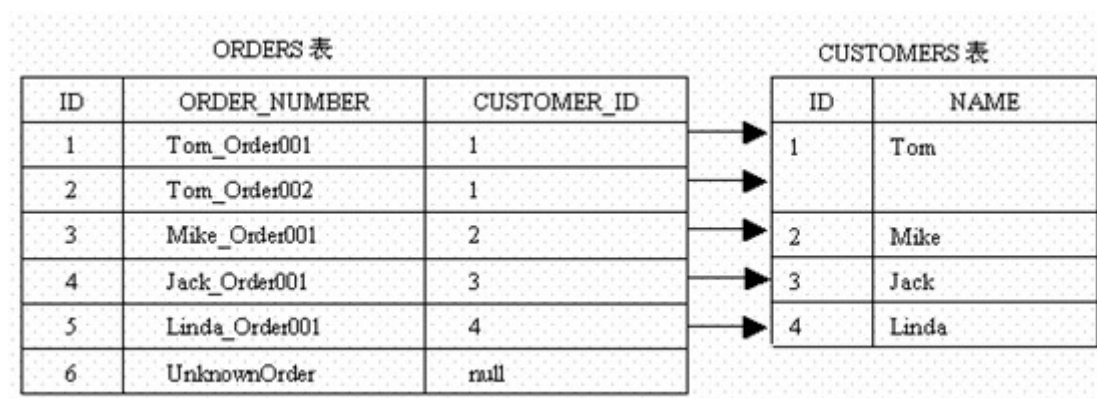 ORDERS 表
ID ORDER_NUMBER CUSTOMER_ID
1 Tom_Order001 1
2 Tom_Order002 1
3 Mike_Order001 2
4 Jack_Order001 3
5 Linda_Order001 4
6 UnknownOrder null
CUSTOMERS 表
ID NAME
1 Tom
2 Mike
3 Jack
4 Linda